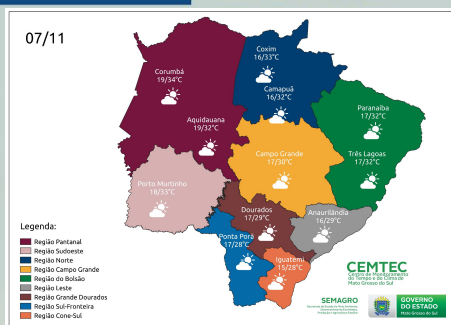 07/11
Coxim
16/33°C
Corumbá
19/34°C
Camapuã
16/32°C
Paranaíba
17/32°C
Aquidauana
19/32°C
Campo Grande
17/30°C
Três Lagoas
17/32°C
Porto Murtinho
18/33°C
Dourados
17/29°C
Anaurilândia
16/29°C
Ponta Porã
17/28°C
Iguatemi
15/28°C
Legenda:
Região Pantanal
Região Sudoeste
Região Norte
Região Campo Grande
Região do Bolsão
Região Leste
Região Grande Dourados
Região Sul-Fronteira
Região Cone-Sul
CEMTEC
Centro de Monitoramento
do Tempo e do Clima de
Mato Grosso do Sul
SEMAGRO
GOVERNO
DO ESTADO
Mato Grosso do Sul